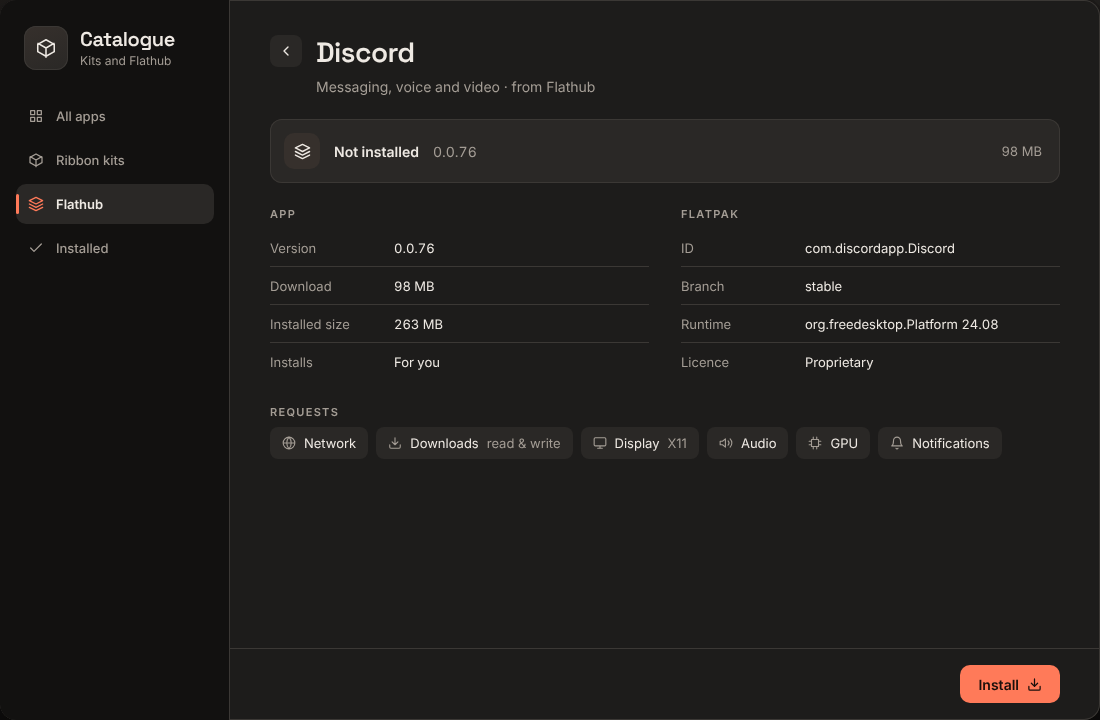 Catalogue
Kits and Flathub
All apps
Ribbon kits
Flathub
Installed
Discord
Messaging, voice and video · from Flathub
Not installed 0.0.76 98 MB
APP
Version 0.0.76
Download 98 MB
Installed size 263 MB
Installs For you
FLATPAK
ID com.discordapp.Discord
Branch stable
Runtime org.freedesktop.Platform 24.08
Licence Proprietary
REQUESTS
Network Downloads read & write Display X11 Audio GPU Notifications
Install